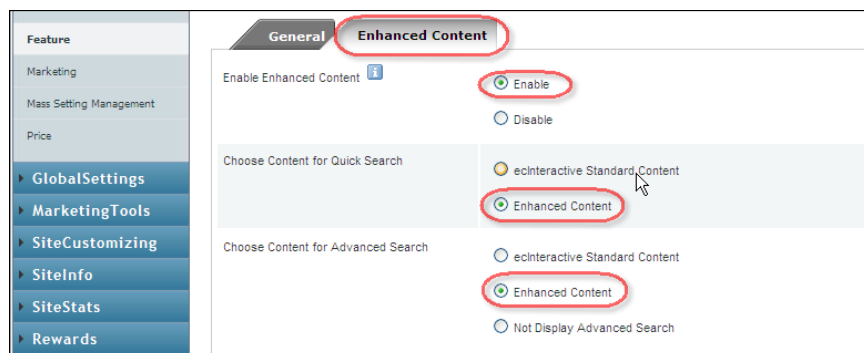 Feature
Marketing
Mass Setting Management
Price
GlobalSettings
MarketingTools
SiteCustomizing
SiteInfo
SiteStats
Rewards
General
Enhanced Content
Enable Enhanced Content i
Enable
Disable
Choose Content for Quick Search
ecInteractive Standard Content
Enhanced Content
Choose Content for Advanced Search
ecInteractive Standard Content
Enhanced Content
Not Display Advanced Search